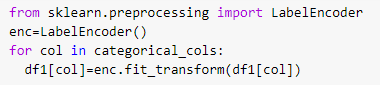 from sklearn.preprocessing import LabelEncoder
enc=LabelEncoder()
for col in categorical_cols:
  df1[col]=enc.fit_transform(df1[col])